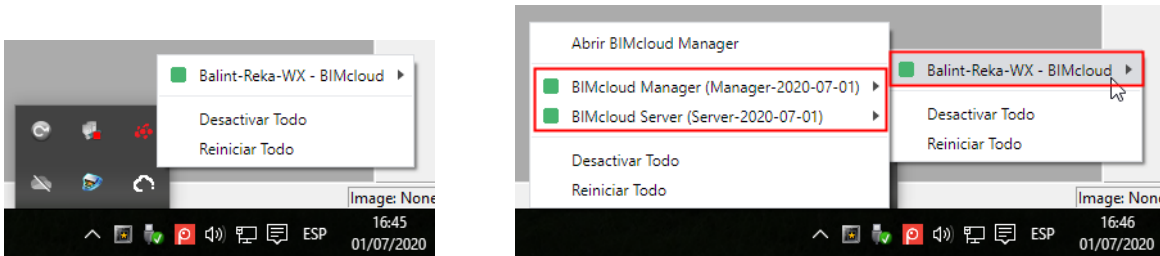 Balint-Reka-WX - BIMcloud
Desactivar Todo
Reiniciar Todo
Image: None
ESP
16:45
01/07/2020
Abrir BIMcloud Manager
BIMcloud Manager (Manager-2020-07-01)
BIMcloud Server (Server-2020-07-01)
Desactivar Todo
Reiniciar Todo
Balint-Reka-WX - BIMcloud
Desactivar Todo
Reiniciar Todo
Image: Non
ESP
16:46
01/07/2020